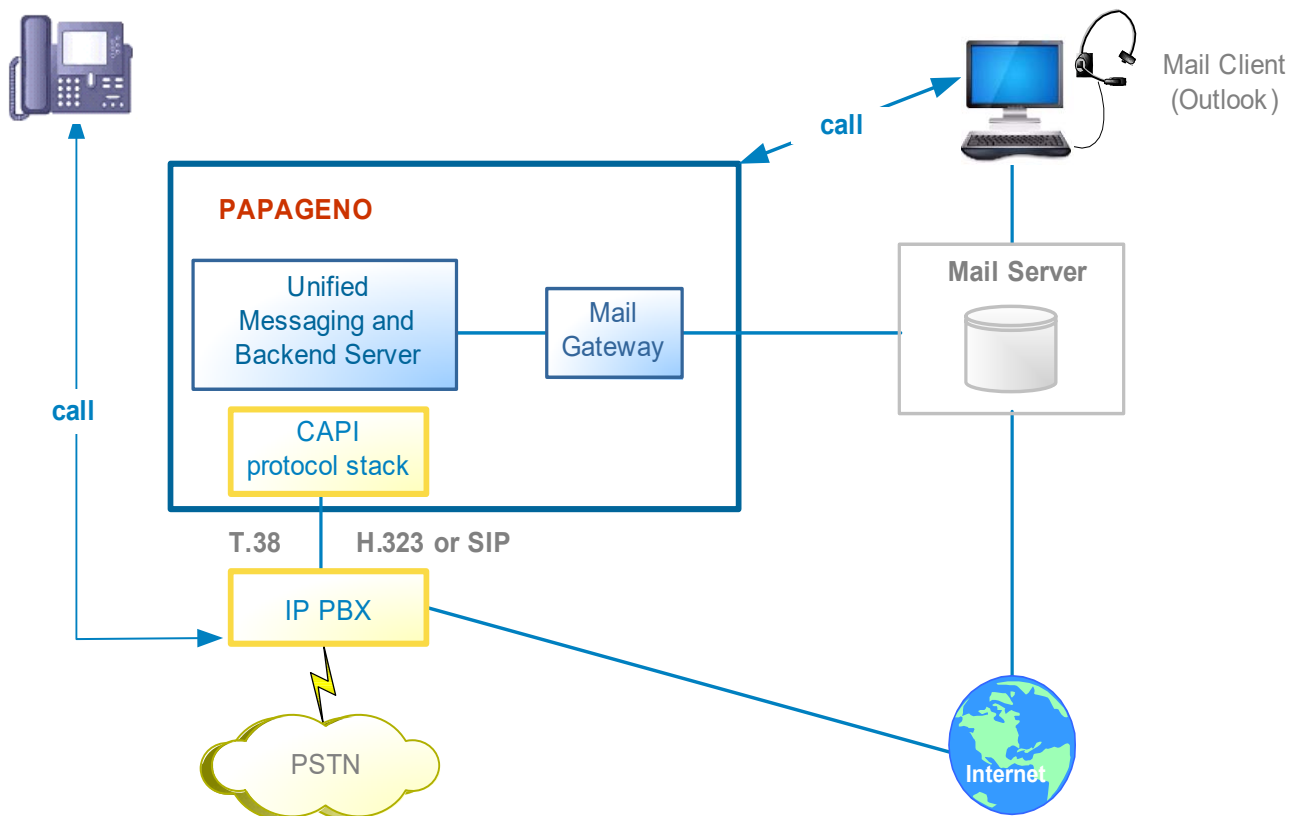 Mail Client
(Outlook)
call
PAPAGENO
Unified
Messaging and
Backend Server
Mail
Gateway
Mail Server
call
CAPI
protocol stack
T.38 H.323 or SIP
IP PBX
PSTN
Internet